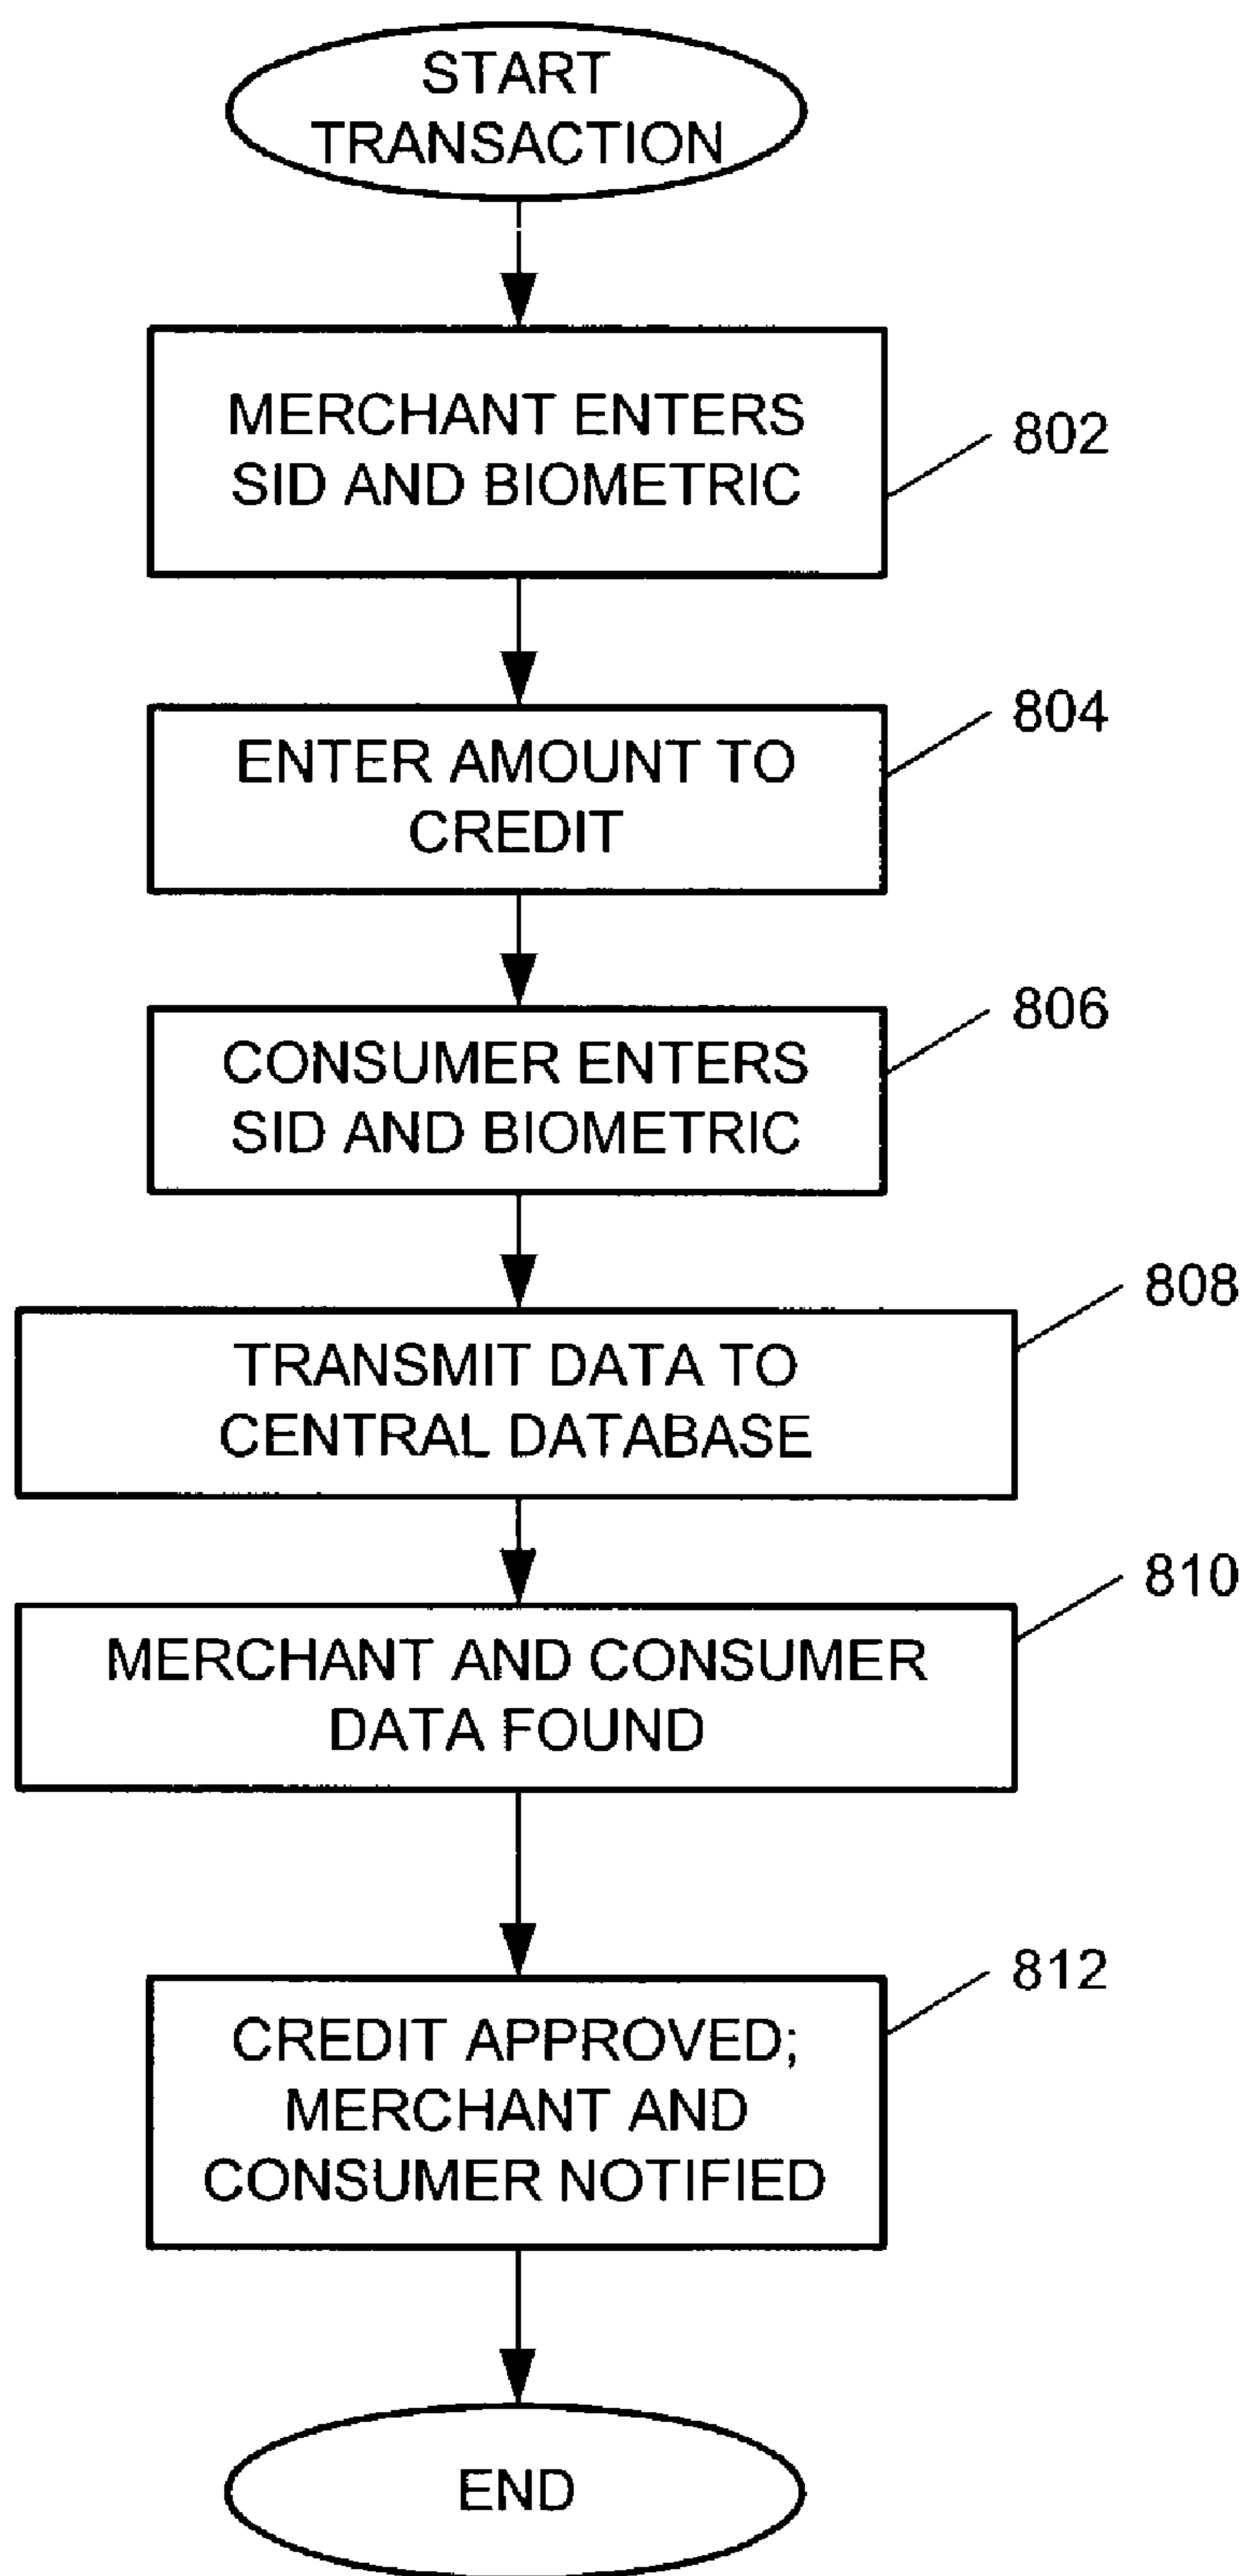 START
TRANSACTION
MERCHANT ENTERS
SID AND BIOMETRIC
802
ENTER AMOUNT TO
CREDIT
804
CONSUMER ENTERS
SID AND BIOMETRIC
806
TRANSMIT DATA TO
CENTRAL DATABASE
808
MERCHANT AND CONSUMER
DATA FOUND
810
CREDIT APPROVED;
MERCHANT AND
CONSUMER NOTIFIED
812
END